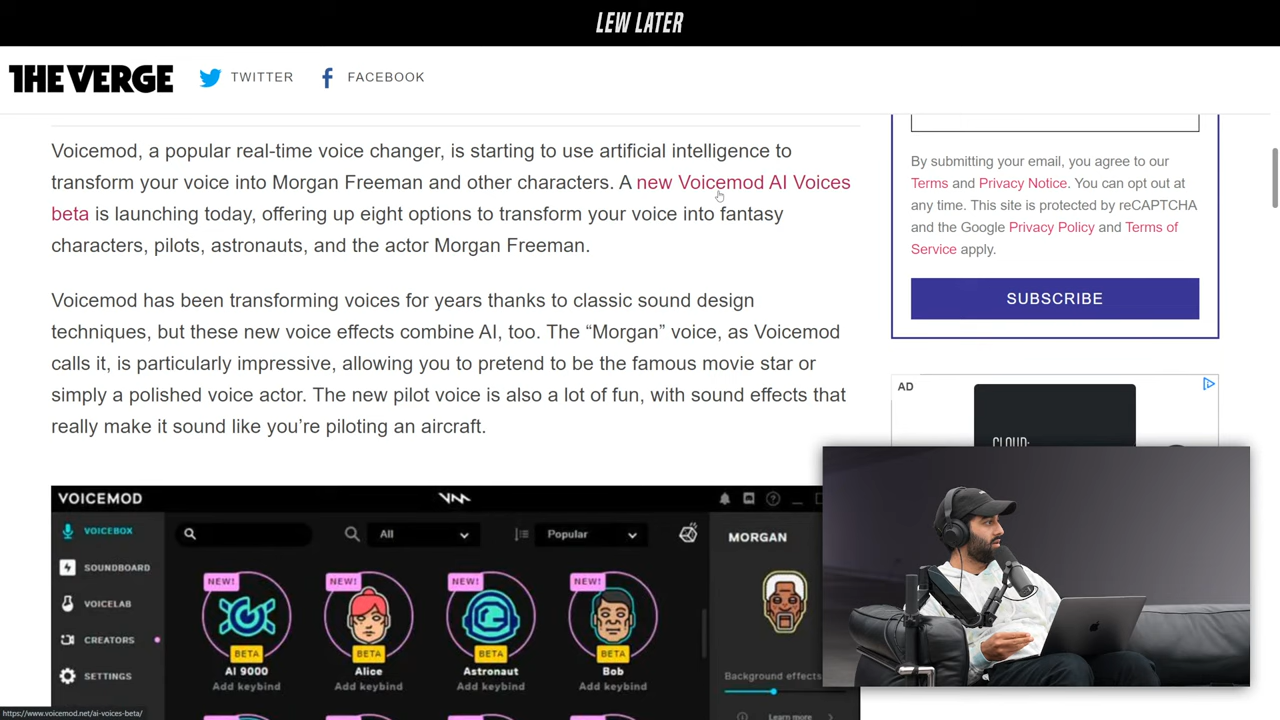 LEW LATER
THE VERGE
TWITTER
FACEBOOK
Voicemod, a popular real-time voice changer, is starting to use artificial intelligence to
transform your voice into Morgan Freeman and other characters. A new Voicemod AI Voices
beta is launching today, offering up eight options to transform your voice into fantasy
characters, pilots, astronauts, and the actor Morgan Freeman.
Voicemod has been transforming voices for years thanks to classic sound design
techniques, but these new voice effects combine AI, too. The “Morgan” voice, as Voicemod
calls it, is particularly impressive, allowing you to pretend to be the famous movie star or
simply a polished voice actor. The new pilot voice is also a lot of fun, with sound effects that
really make it sound like you’re piloting an aircraft.
By submitting your email, you agree to our
Terms and Privacy Notice. You can opt out at
any time. This site is protected by reCAPTCHA
and the Google Privacy Policy and Terms of
Service apply.
SUBSCRIBE
AD
CLOUD:
VOICEMOD
VOICEBOX
SOUNDBOARD
VOICELAB
CREATORS
SETTINGS
All
Popular
NEW!
NEW!
NEW!
NEW!
BETA
BETA
BETA
BETA
AI 9000
Alice
Astronaut
Bob
Add keybind
Add keybind
Add keybind
Add keybind
MORGAN
Background effects
Learn more
https://www.voicemod.net/ai-voices-beta/